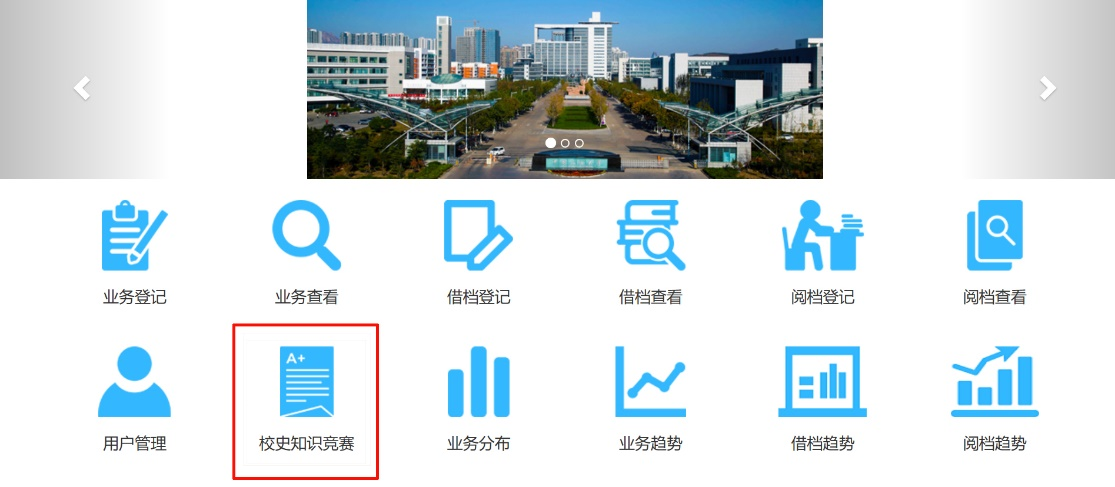 业务登记
业务查看
借档登记
借档查看
阅档登记
阅档查看
A+
用户管理
校史知识竞赛
业务分布
业务趋势
借档趋势
阅档趋势